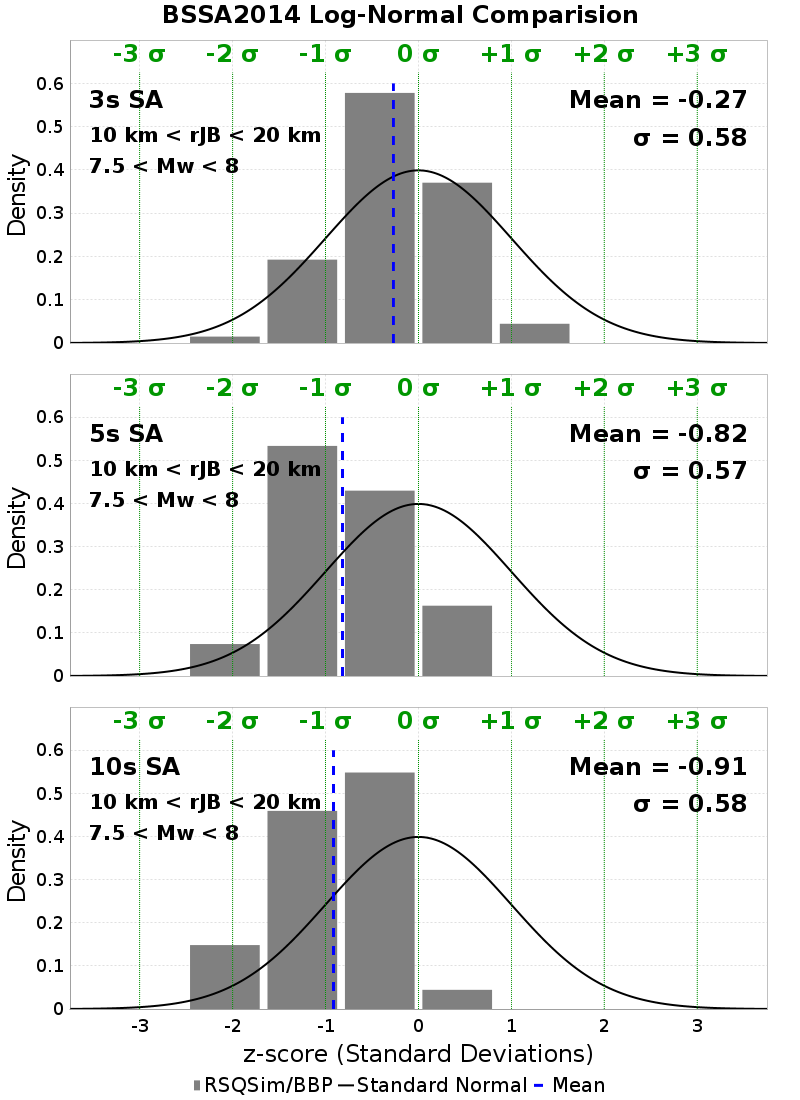 BSSA2014 Log-Normal Comparision
-3 σ -2 σ -1 σ 0 σ +1 σ +2 σ +3 σ
3s SA
Mean = -0.27
10 km < rJB < 20 km
σ = 0.58
7.5 < Mw < 8
Density
0.6
0.5
0.4
0.3
0.2
0.1
0
-3 σ -2 σ -1 σ 0 σ +1 σ +2 σ +3 σ
5s SA
Mean = -0.82
10 km < rJB < 20 km
σ = 0.57
7.5 < Mw < 8
Density
0.6
0.5
0.4
0.3
0.2
0.1
0
-3 σ -2 σ -1 σ 0 σ +1 σ +2 σ +3 σ
10s SA
Mean = -0.91
10 km < rJB < 20 km
σ = 0.58
7.5 < Mw < 8
Density
0.6
0.5
0.4
0.3
0.2
0.1
0
-3 -2 -1 0 1 2 3
z-score (Standard Deviations)
RSQSim/BBP Standard Normal Mean